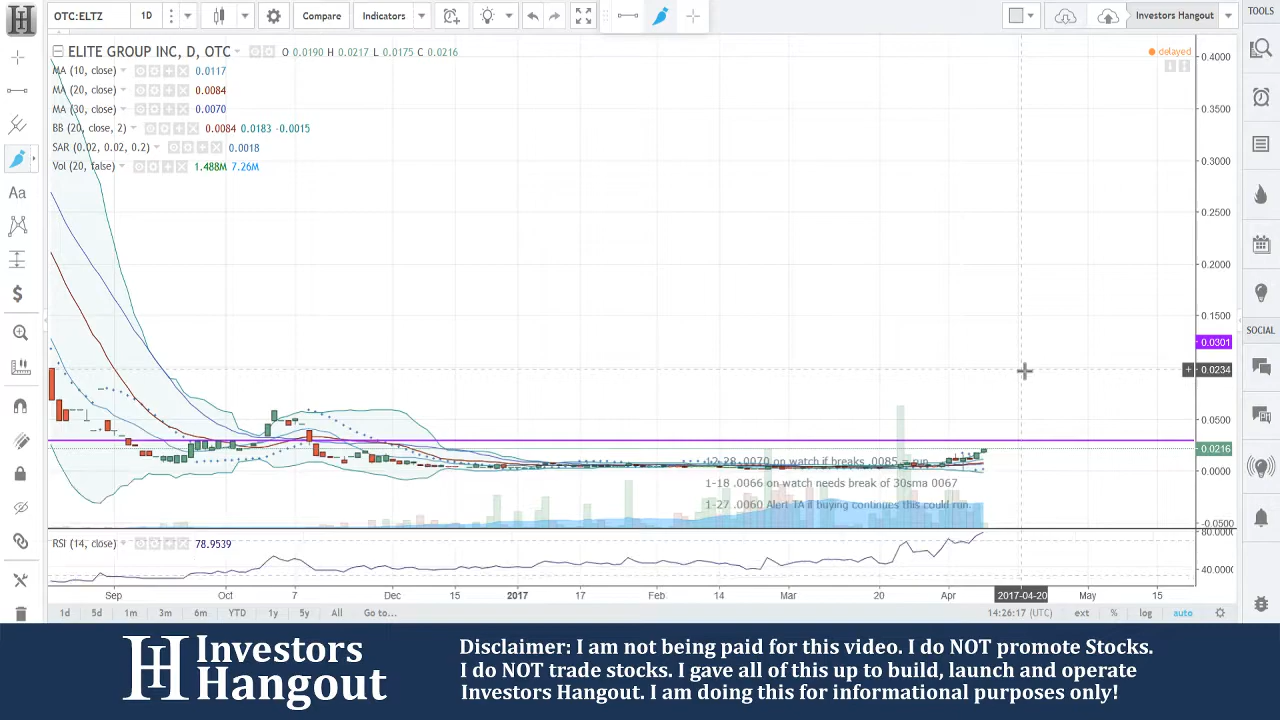 OTC:ELTZ 1D Compare Indicators Investors Hangout TOOLS
ELITE GROUP INC, D, OTC O 0.0190 H 0.0217 L 0.0175 C 0.0216
delayed
MA (10, close) 0.0117
MA (20, close) 0.0084
MA (30, close) 0.0070
BB (20, close, 2) 0.0084 0.0183 -0.0015
SAR (0.02, 0.02, 0.2) 0.0018
Vol (20, false) 1.488M 7.26M
Aa
0.4000
0.3500
0.3000
0.2500
0.2000
0.1500
SOCIAL
0.0301
0.0234
0.0500
0.0216
0.0000
-0.0500
1-18 .0066 on watch needs break of 30sma 0067
1-27 .0060 Alert TA if buying continues this could run.
12-28 .0070 on watch if breaks .0085
RSI (14, close) 78.9539
80.0000
40.0000
Sep Oct 7 Dec 15 2017 Feb 14 Mar 20 Apr 2017-04-20 May 15
1d 5d 1m 3m 6m YTD 1y 5y All Go to... 14:26:17 (UTC) ext % log auto
H Investors Hangout
Disclaimer: I am not being paid for this video. I do NOT promote Stocks.
I do NOT trade stocks. I gave all of this up to build, launch and operate
Investors Hangout. I am doing this for informational purposes only!